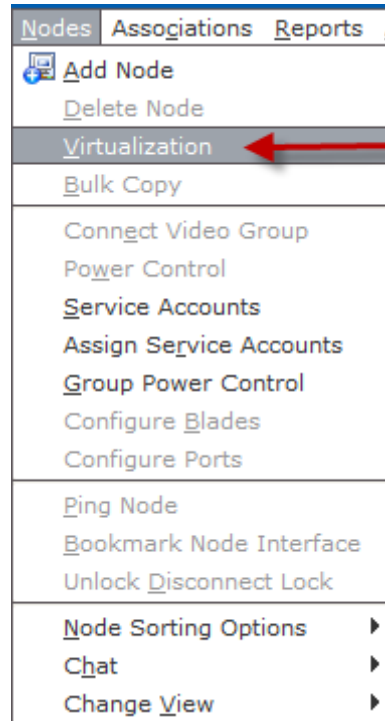 Nodes Associations Reports
Add Node
Delete Node
Virtualization
Bulk Copy
Connect Video Group
Power Control
Service Accounts
Assign Service Accounts
Group Power Control
Configure Blades
Configure Ports
Ping Node
Bookmark Node Interface
Unlock Disconnect Lock
Node Sorting Options
Chat
Change View